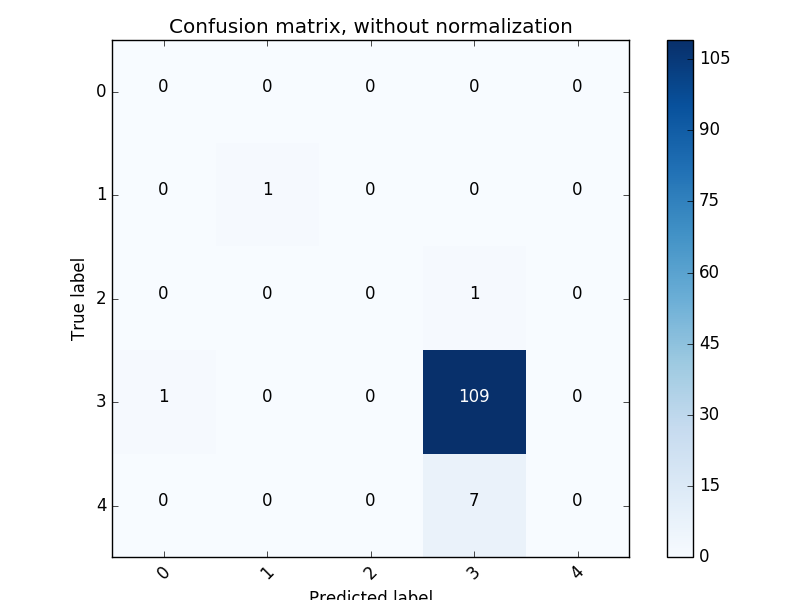 Confusion matrix, without normalization
0 0 0 0 0 0
1 0 1 0 0 0
2 0 0 0 1 0
3 1 0 0 109 0
4 0 0 0 7 0
0 1 2 3 4
True label
Predicted label
105
90
75
60
45
30
15
0